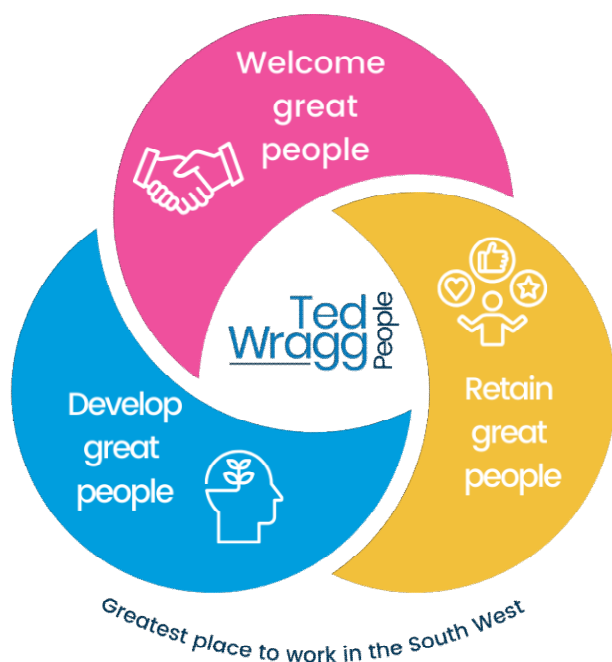 Welcome
great
people
Ted
Wragg
People
Retain
great
people
Develop
great
people
Greatest place to work in the South West